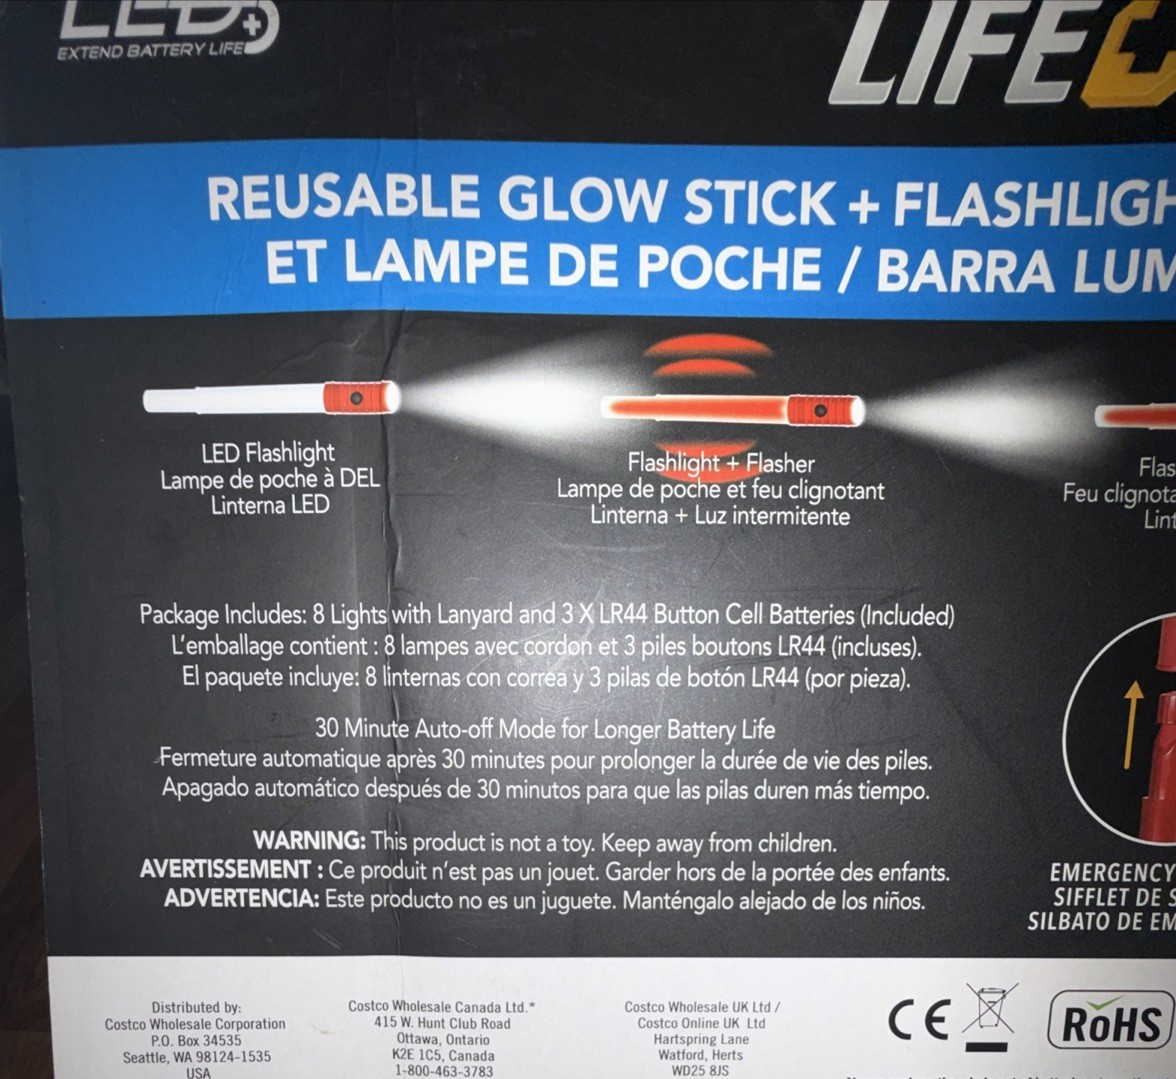 LED+
EXTEND BATTERY LIFE
LIFE
REUSABLE GLOW STICK + FLASHLIGH
ET LAMPE DE POCHE / BARRA LUM
LED Flashlight
Lampe de poche à DEL
Linterna LED
Flashlight + Flasher
Lampe de poche et feu clignotant
Linterna + Luz intermitente
Flas
Feu clignota
Lint
Package Includes: 8 Lights with Lanyard and 3 X LR44 Button Cell Batteries (Included)
L'emballage contient : 8 lampes avec cordon et 3 piles boutons LR44 (incluses).
El paquete incluye: 8 linternas con correa y 3 pilas de botón LR44 (por pieza).
30 Minute Auto-off Mode for Longer Battery Life
Fermeture automatique après 30 minutes pour prolonger la durée de vie des piles.
Apagado automático después de 30 minutos para que las pilas duren más tiempo.
WARNING: This product is not a toy. Keep away from children.
AVERTISSEMENT : Ce produit n'est pas un jouet. Garder hors de la portée des enfants.
ADVERTENCIA: Este producto no es un juguete. Manténgalo alejado de los niños.
EMERGENCY
SIFFLET DE S
SILBATO DE EM
Distributed by:
Costco Wholesale Corporation
P.O. Box 34535
Seattle, WA 98124-1535
USA
Costco Wholesale Canada Ltd.*
415 W. Hunt Club Road
Ottawa, Ontario
K2E 1C5, Canada
1-800-463-3783
Costco Wholesale UK Ltd /
Costco Online UK Ltd
Hartspring Lane
Watford, Herts
WD25 8JS
CE
RoHS